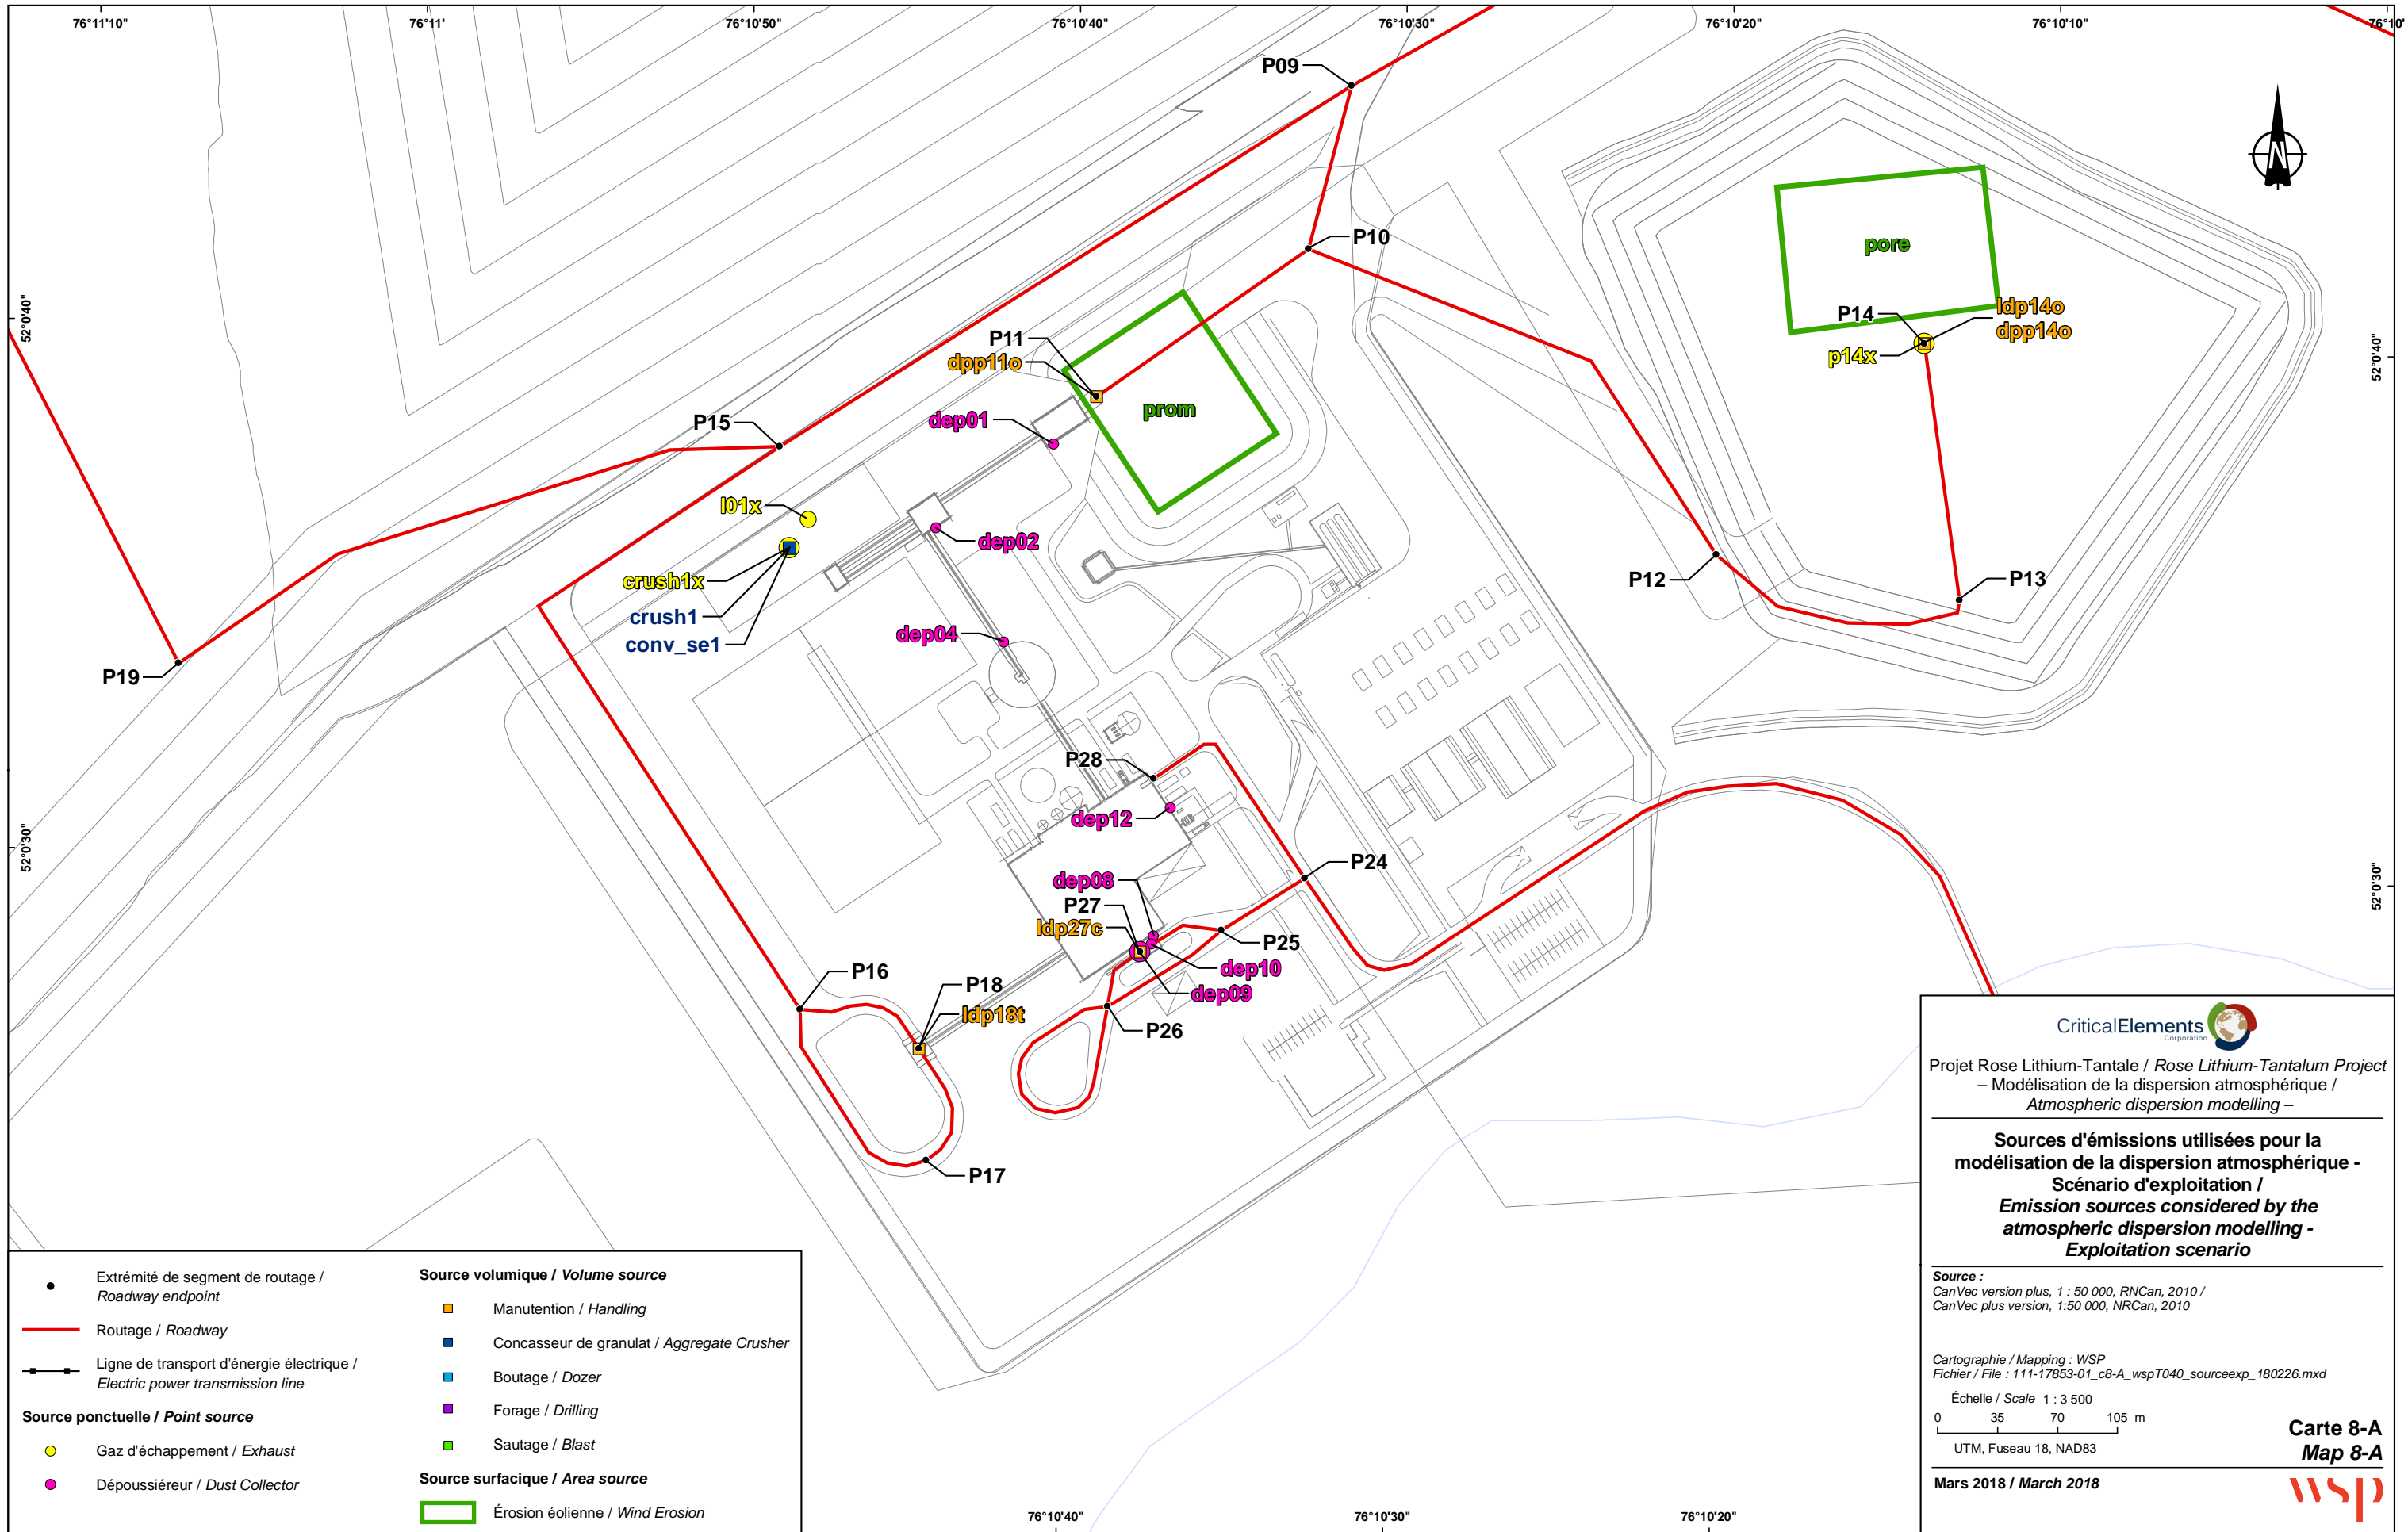 76°11'10"
76°11'
76°10'50"
76°10'40"
76°10'30"
76°10'20"
76°10'10"
76°10'
P09
P10
N
pore
52°0'40"
P14
ldp14o
dpp14o
p14x
52°0'40"
P11
dpp11o
prom
dep01
P15
l01x
dep02
crush1x
crush1
conv_se1
dep04
P12
P13
P19
P28
dep12
52°0'30"
52°0'30"
P24
dep08
P27
ldp27c
P25
dep10
dep09
P16
P18
ldp18t
P26
P17
76°10'40"
76°10'30"
76°10'20"
Extrémité de segment de routage /
Roadway endpoint
Routage / Roadway
Ligne de transport d'énergie électrique /
Electric power transmission line
Source ponctuelle / Point source
Gaz d'échappement / Exhaust
Dépoussiéreur / Dust Collector
Source volumique / Volume source
Manutention / Handling
Concasseur de granulat / Aggregate Crusher
Boutage / Dozer
Forage / Drilling
Sautage / Blast
Source surfacique / Area source
Érosion éolienne / Wind Erosion
CriticalElements
Corporation
Projet Rose Lithium-Tantale / Rose Lithium-Tantalum Project
– Modélisation de la dispersion atmosphérique /
Atmospheric dispersion modelling –
Sources d'émissions utilisées pour la
modélisation de la dispersion atmosphérique -
Scénario d'exploitation /
Emission sources considered by the
atmospheric dispersion modelling -
Exploitation scenario
Source :
CanVec version plus, 1 : 50 000, RNCan, 2010 /
CanVec plus version, 1:50 000, NRCan, 2010
Cartographie / Mapping : WSP
Fichier / File : 111-17853-01_c8-A_wspT040_sourceexp_180226.mxd
Échelle / Scale 1 : 3 500
0 35 70 105 m
UTM, Fuseau 18, NAD83
Carte 8-A
Map 8-A
Mars 2018 / March 2018
wsp